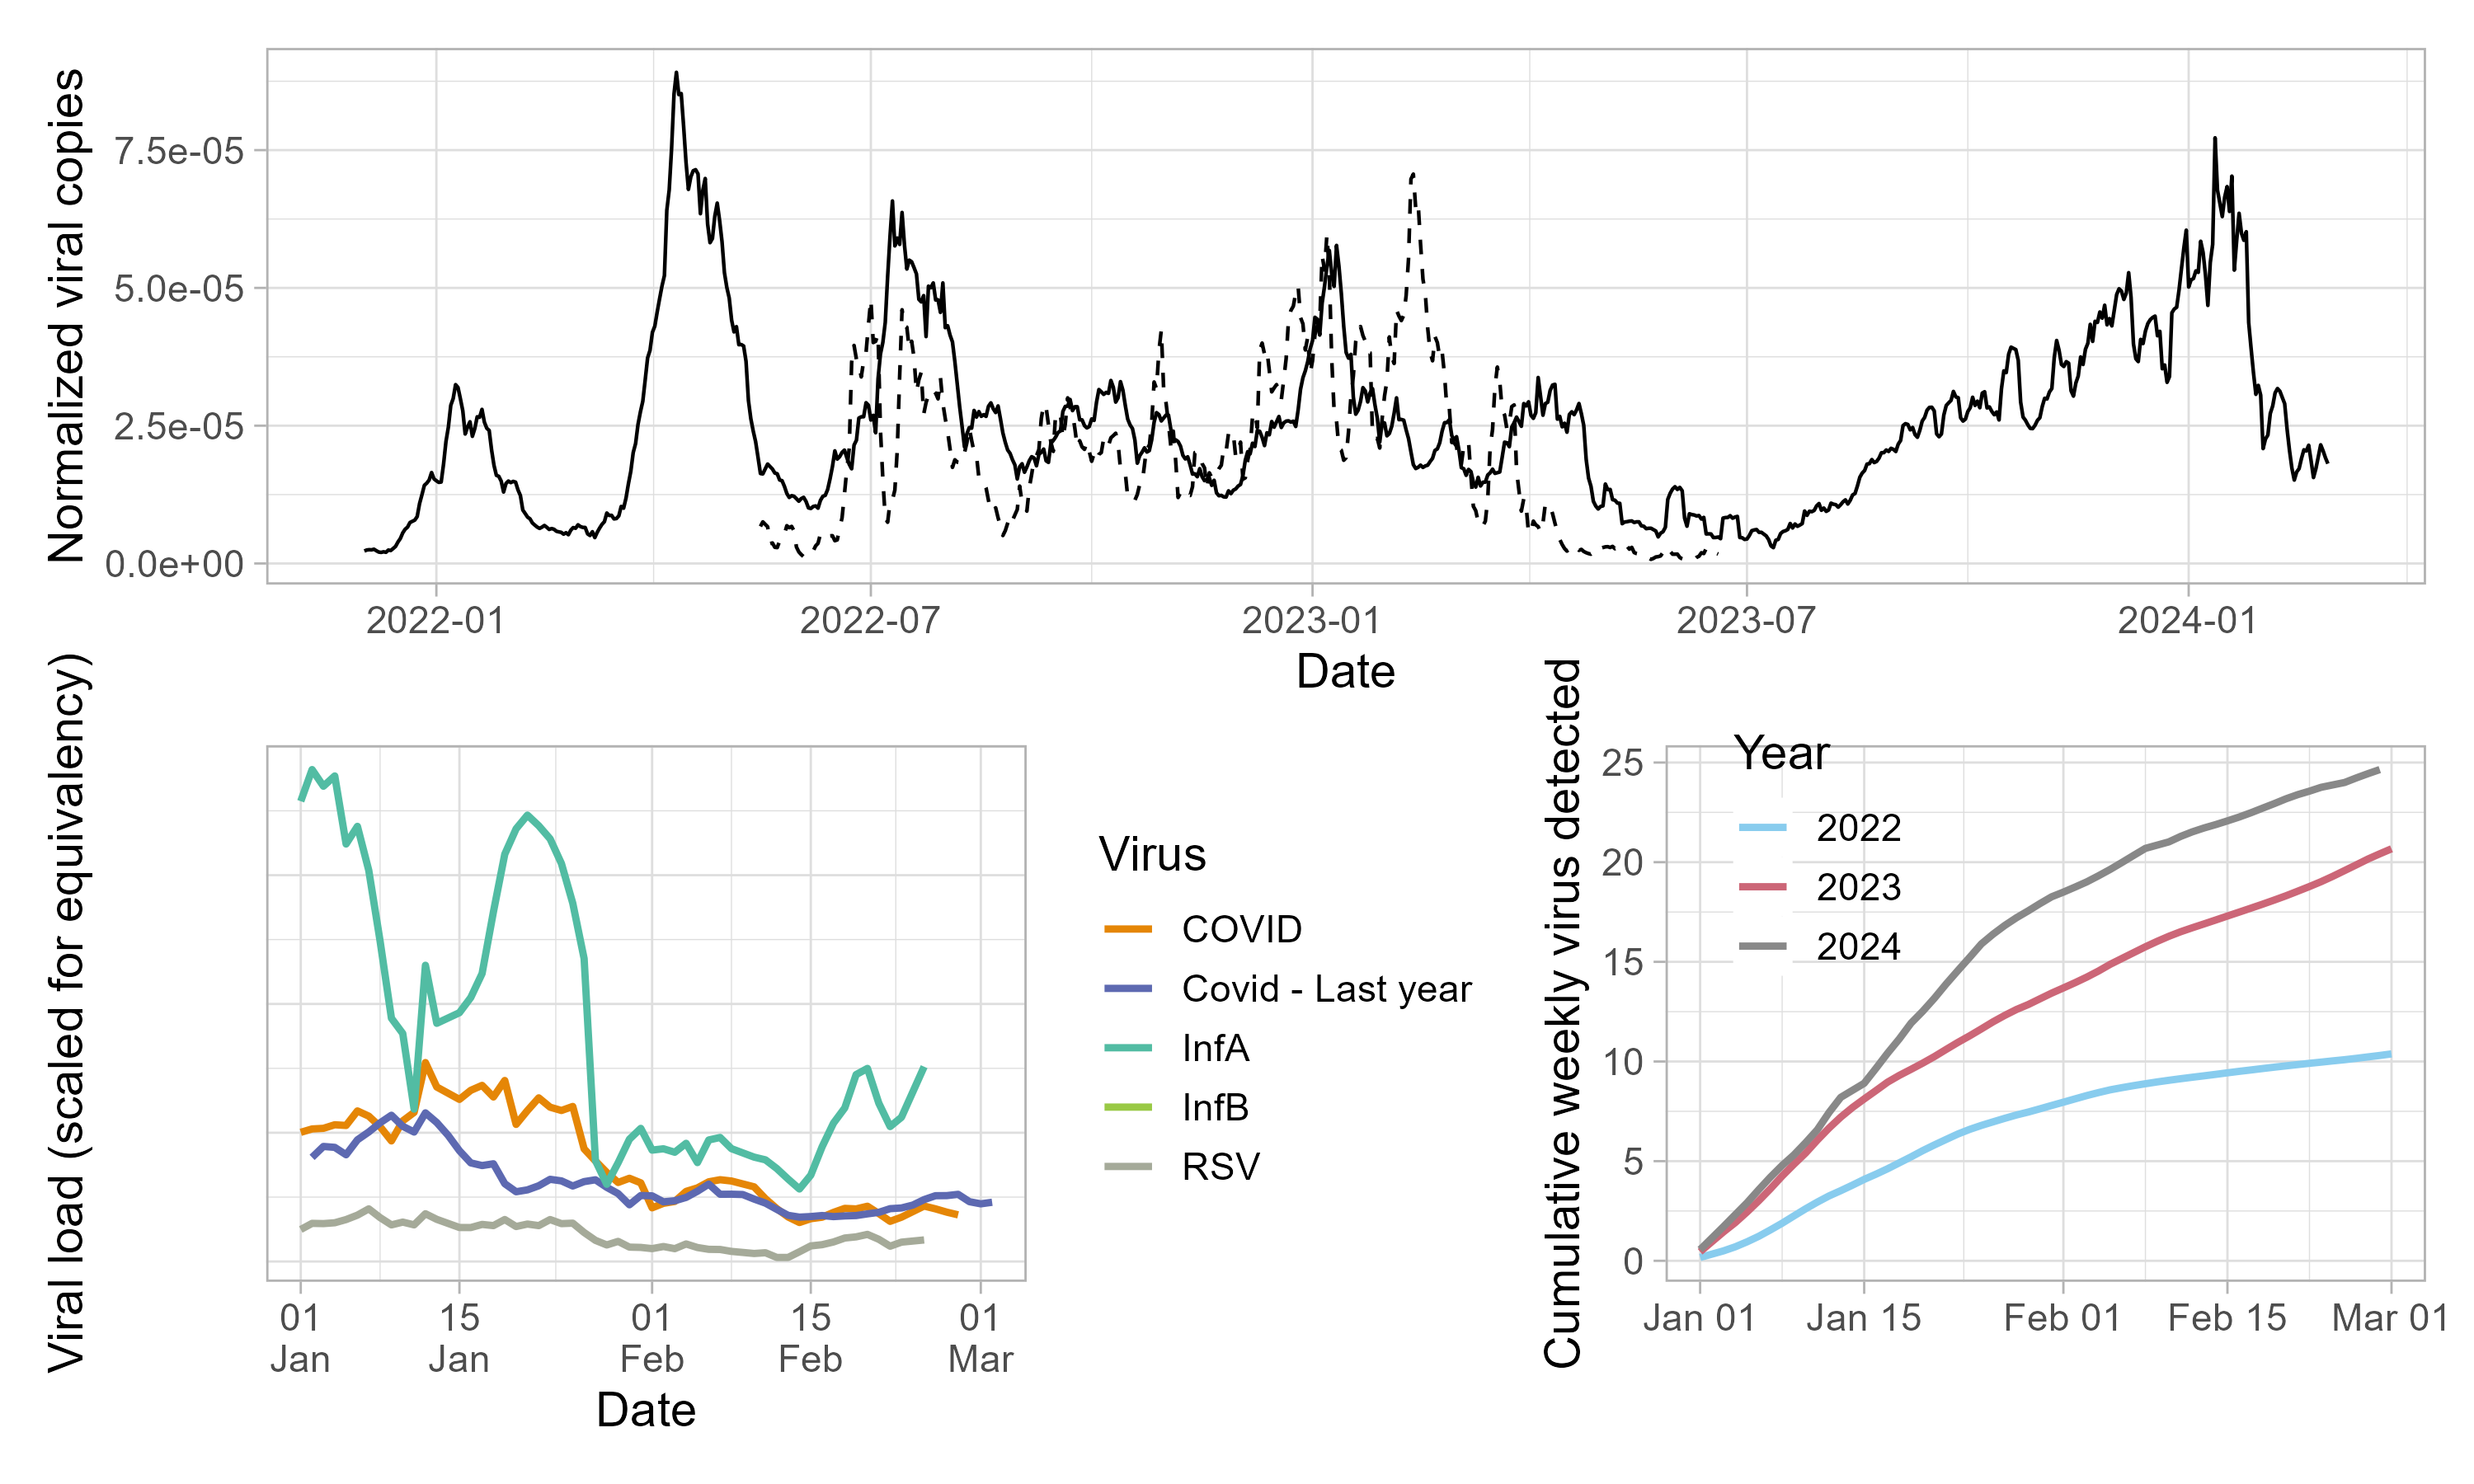 Normalized viral copies
7.5e-05
5.0e-05
2.5e-05
0.0e+00
2022-01
2022-07
2023-01
2023-07
2024-01
Date
Viral load (scaled for equivalency)
01
Jan
15
Jan
01
Feb
15
Feb
01
Mar
Date
Virus
COVID
Covid - Last year
InfA
InfB
RSV
Cumulative weekly virus detected
25
20
15
10
5
0
Year
2022
2023
2024
Jan 01
Jan 15
Feb 01
Feb 15
Mar 01